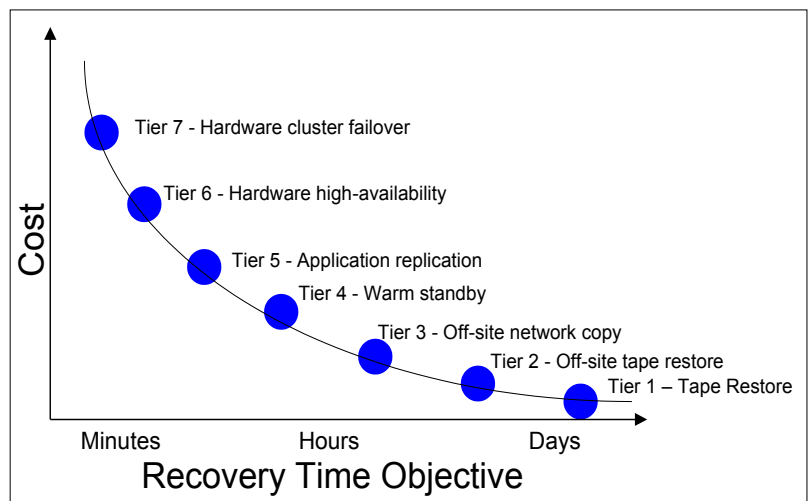 Tier 7 - Hardware cluster failover
Tier 6 - Hardware high-availability
Cost
Tier 5 - Application replication
Tier 4 - Warm standby
Tier 3 - Off-site network copy
Tier 2 - Off-site tape restore
Tier 1 – Tape Restore
Minutes
Hours
Days
Recovery Time Objective